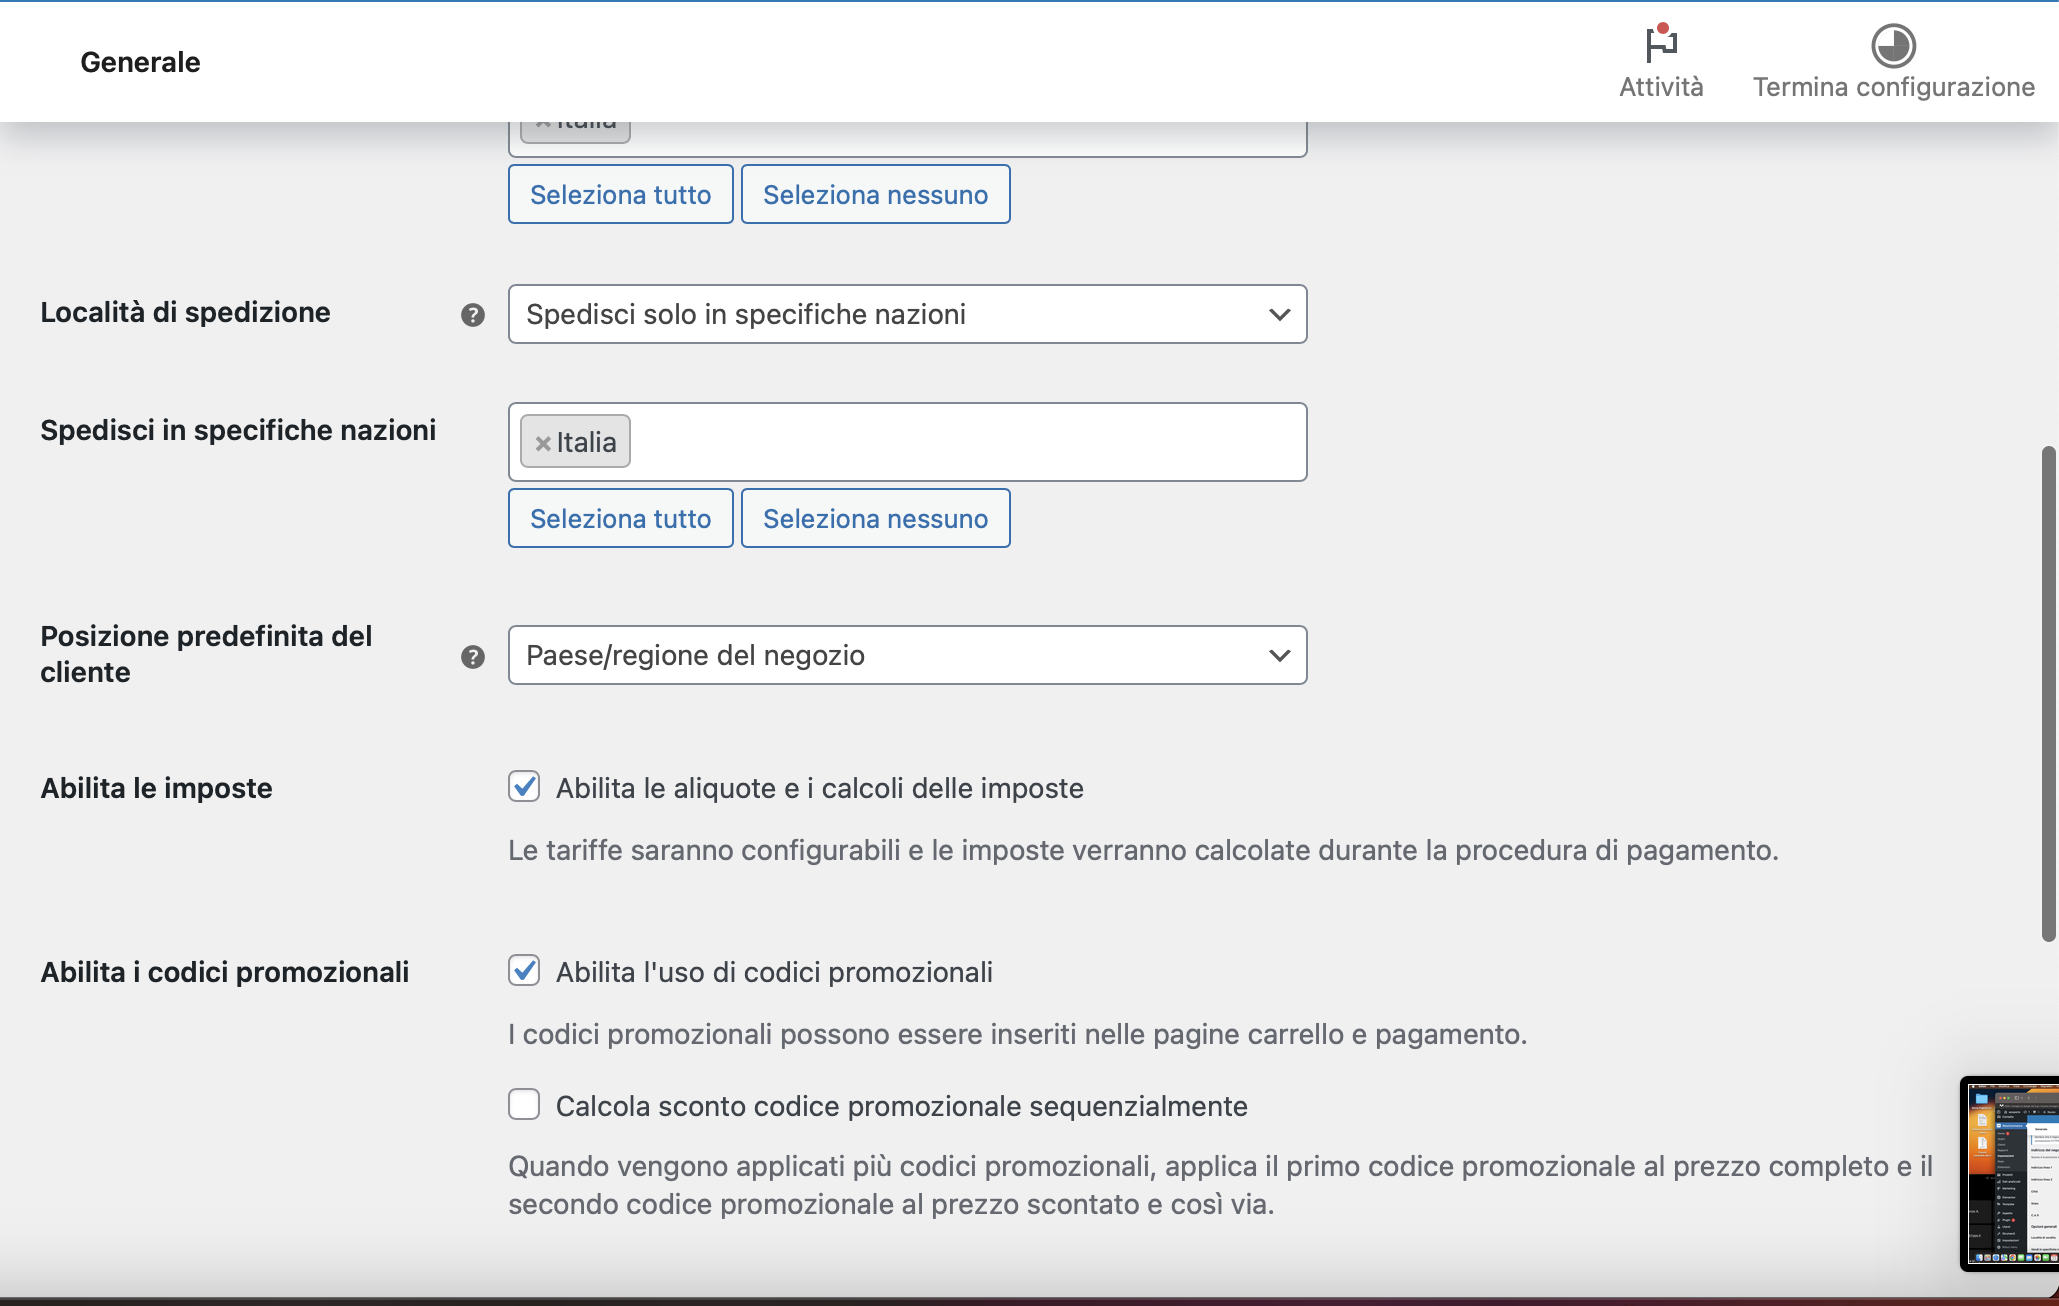 Generale
Attività
Termina configurazione
Italia
Seleziona tutto
Seleziona nessuno
Località di spedizione
?
Spedisci solo in specifiche nazioni
Spedisci in specifiche nazioni
×Italia
Seleziona tutto
Seleziona nessuno
Posizione predefinita del
cliente
?
Paese/regione del negozio
Abilita le imposte
Abilita le aliquote e i calcoli delle imposte
Le tariffe saranno configurabili e le imposte verranno calcolate durante la procedura di pagamento.
Abilita i codici promozionali
Abilita l'uso di codici promozionali
I codici promozionali possono essere inseriti nelle pagine carrello e pagamento.
Calcola sconto codice promozionale sequenzialmente
Quando vengono applicati più codici promozionali, applica il primo codice promozionale al prezzo completo e il
secondo codice promozionale al prezzo scontato e così via.